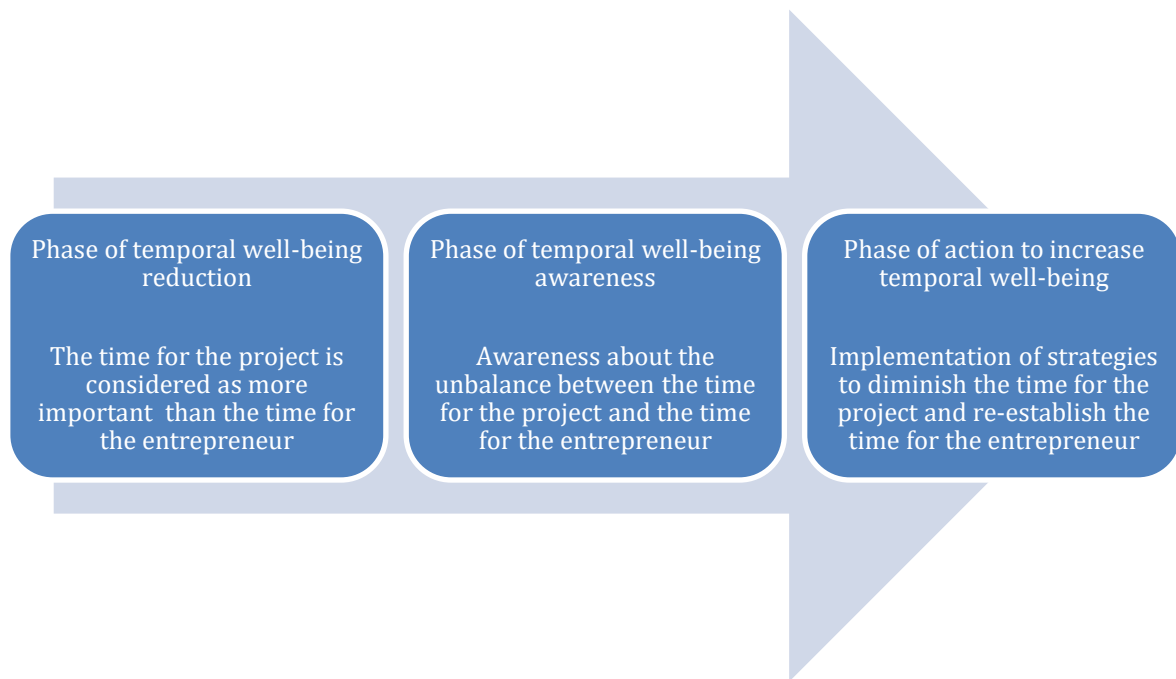 Phase of temporal well-being
reduction
The time for the project is
considered as more
important  than the time for
the entrepreneur
Phase of temporal well-being
awareness
Awareness about the
unbalance between the time
for the project and the time
for the entrepreneur
Phase of action to increase
temporal well-being
Implementation of strategies
to diminish the time for the
project and re-establish the
time for the entrepreneur